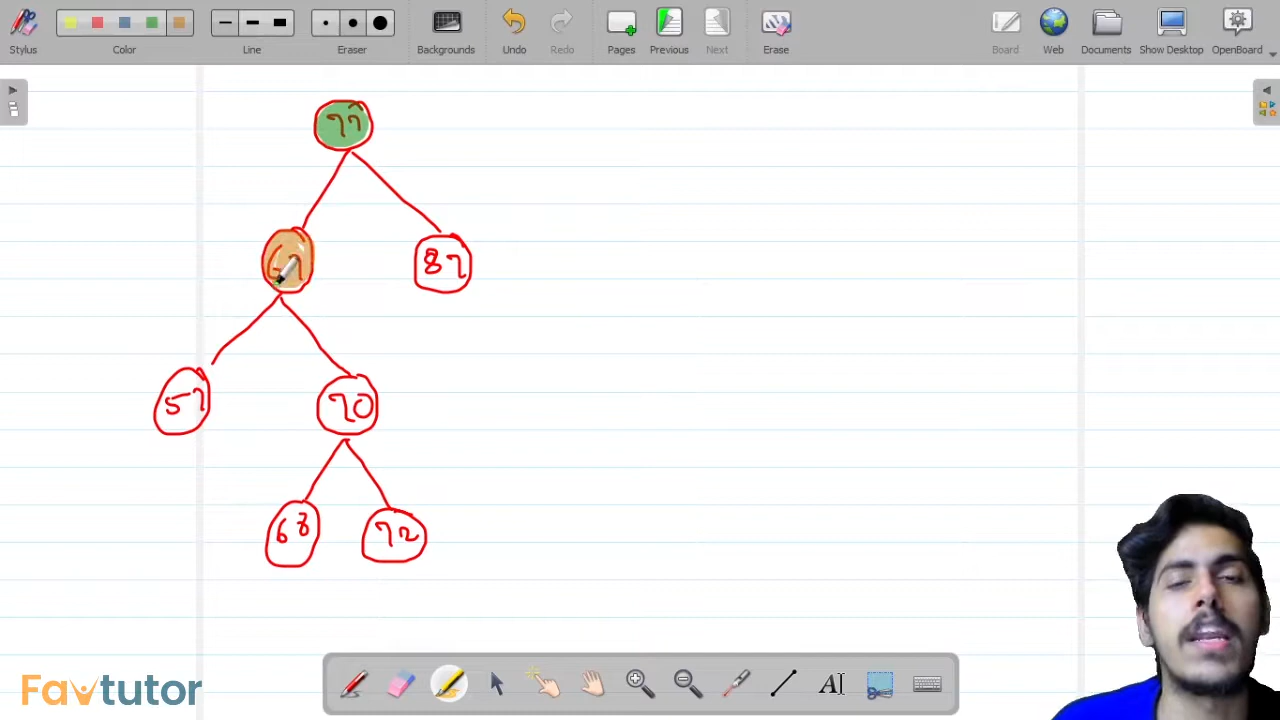 Stylus Color Line Eraser Backgrounds Undo Redo Pages Previous Next Erase Board Web Documents Show Desktop OpenBoard
77
87
57 70
68 72
A
Favtutor